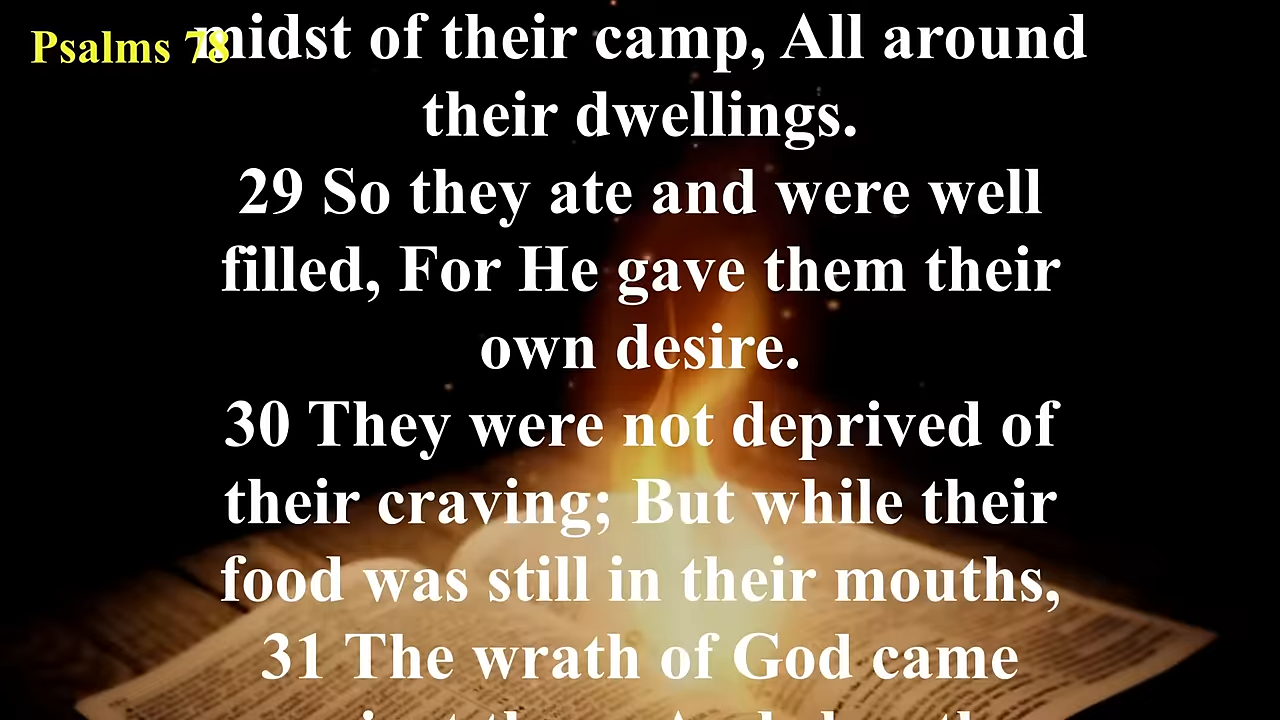 Psalms 78
midst of their camp, All around
their dwellings.
29 So they ate and were well
filled, For He gave them their
own desire.
30 They were not deprived of
their craving; But while their
food was still in their mouths,
31 The wrath of God came